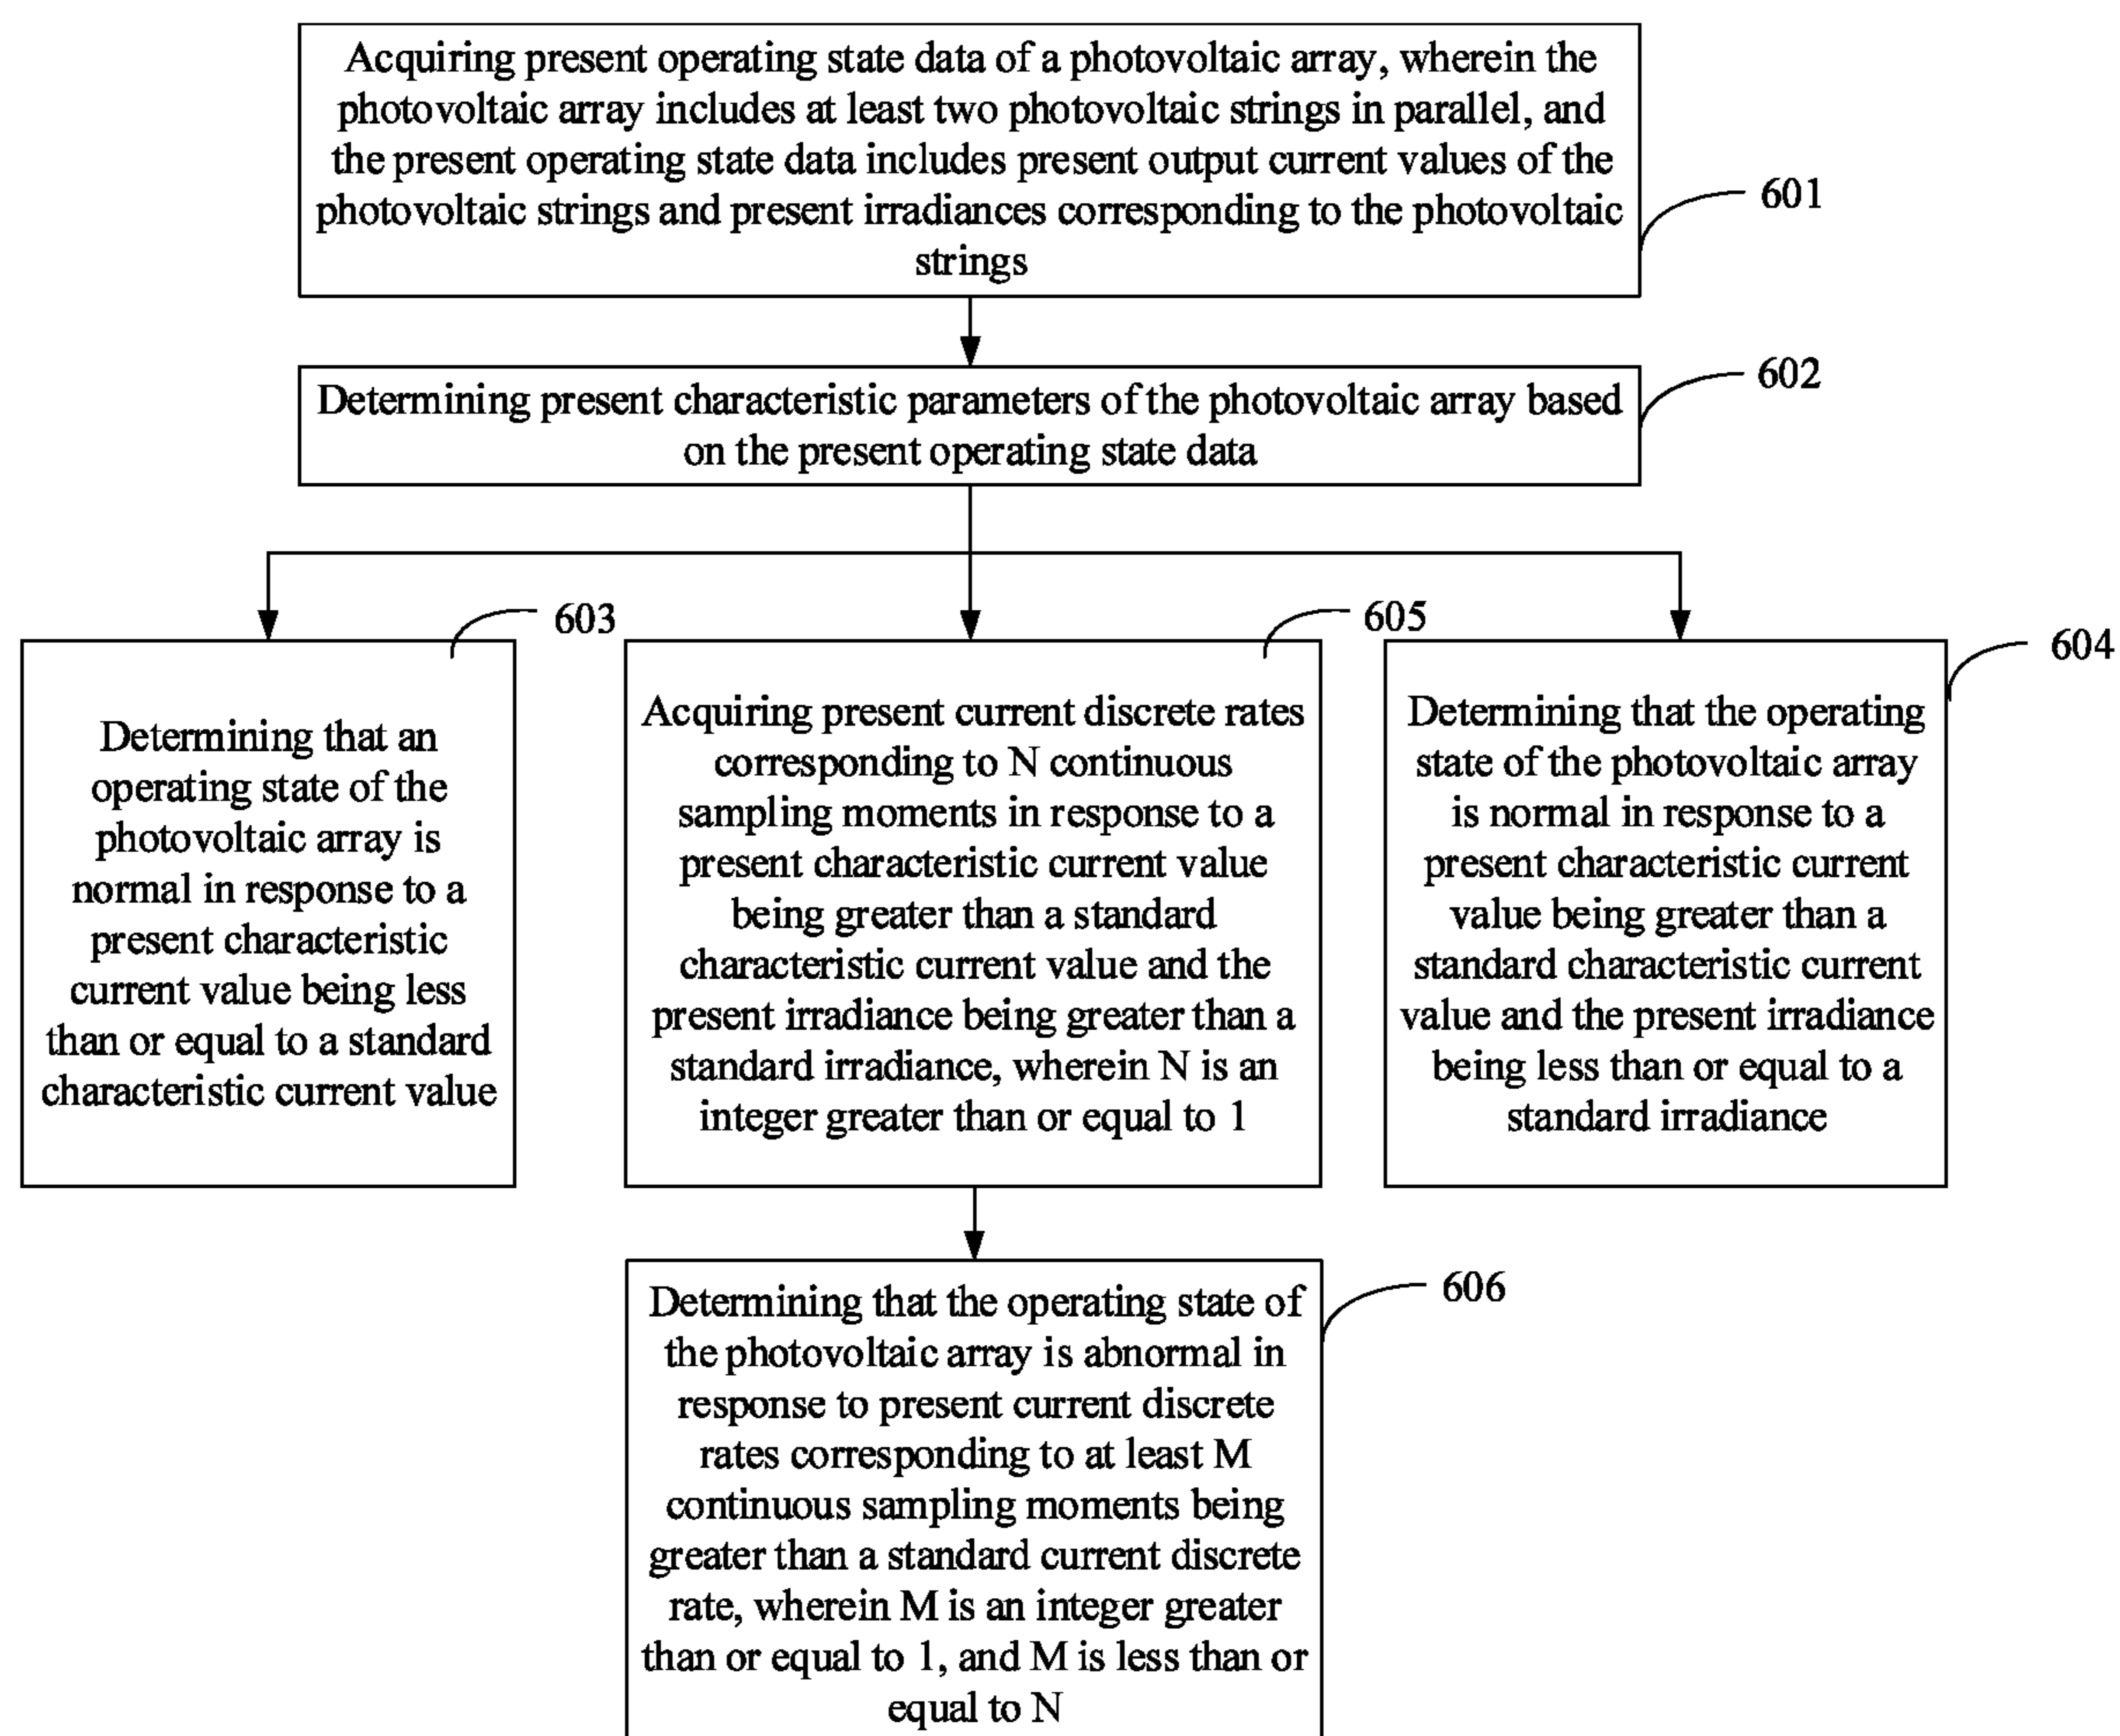 Acquiring present operating state data of a photovoltaic array, wherein the
photovoltaic array includes at least two photovoltaic strings in parallel, and
the present operating state data includes present output current values of the
photovoltaic strings and present irradiances corresponding to the photovoltaic
strings
601
Determining present characteristic parameters of the photovoltaic array based
on the present operating state data
602
603
Determining that an
operating state of the
photovoltaic array is
normal in response to a
present characteristic
current value being less
than or equal to a standard
characteristic current value
605
Acquiring present current discrete rates
corresponding to N continuous
sampling moments in response to a
present characteristic current value
being greater than a standard
characteristic current value and the
present irradiance being greater than a
standard irradiance, wherein N is an
integer greater than or equal to 1
604
Determining that the operating
state of the photovoltaic array
is normal in response to a
present characteristic current
value being greater than a
standard characteristic current
value and the present irradiance
being less than or equal to a
standard irradiance
606
Determining that the operating state of
the photovoltaic array is abnormal in
response to present current discrete
rates corresponding to at least M
continuous sampling moments being
greater than a standard current discrete
rate, wherein M is an integer greater
than or equal to 1, and M is less than or
equal to N